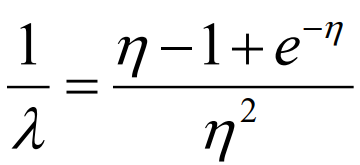 1/λ = (η − 1 + e^{−η})/η²